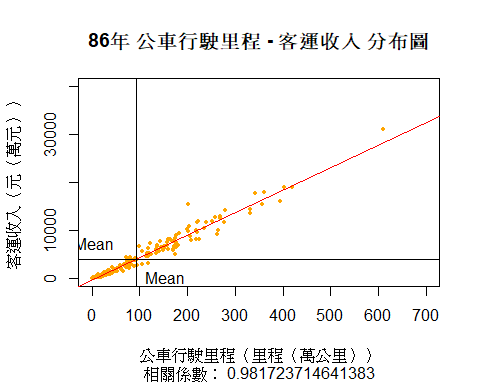 86年 公車行駛里程 - 客運收入 分布圖
客運收入（元（萬元））
30000
10000
0
Mean
Mean
0 100 200 300 400 500 600 700
公車行駛里程（里程（萬公里））
相關係數： 0.981723714641383